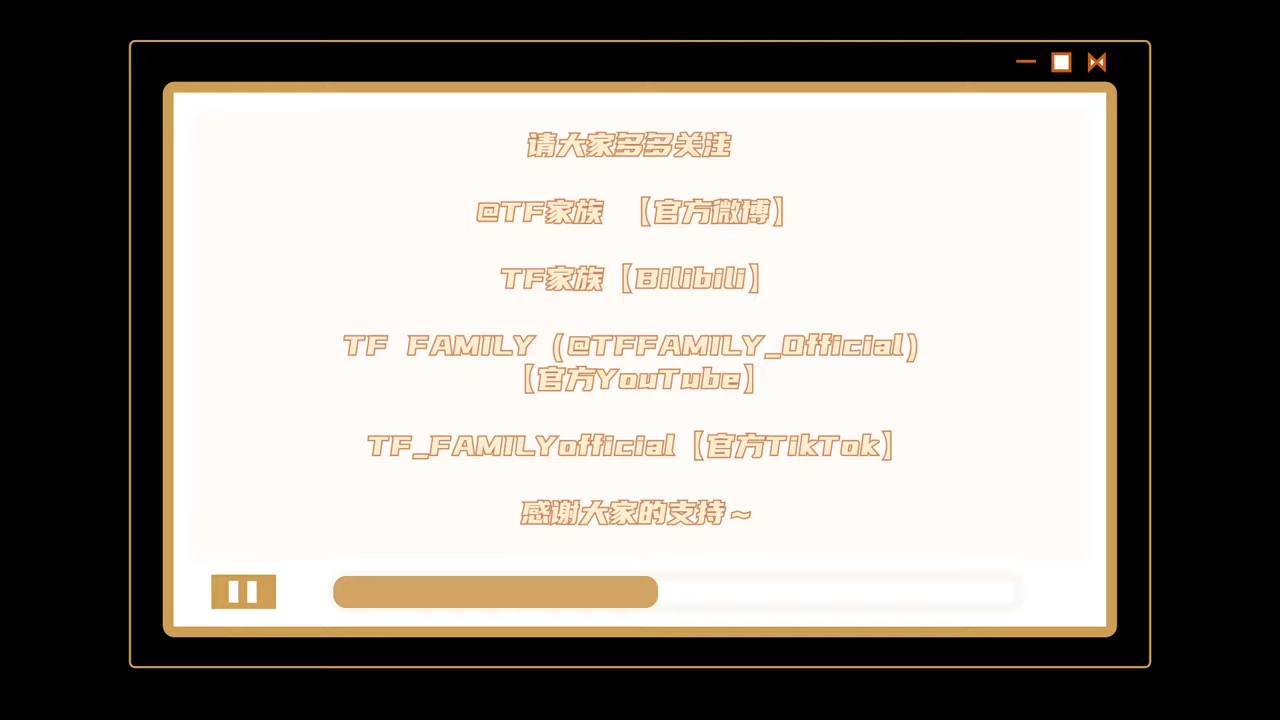 请大家多多关注
@TF家族 【官方微博】
TF家族【Bilibili】
TF FAMILY（@TFFAMILY_Official）
【官方YouTube】
TF_FAMILYofficial【官方TikTok】
感谢大家的支持～